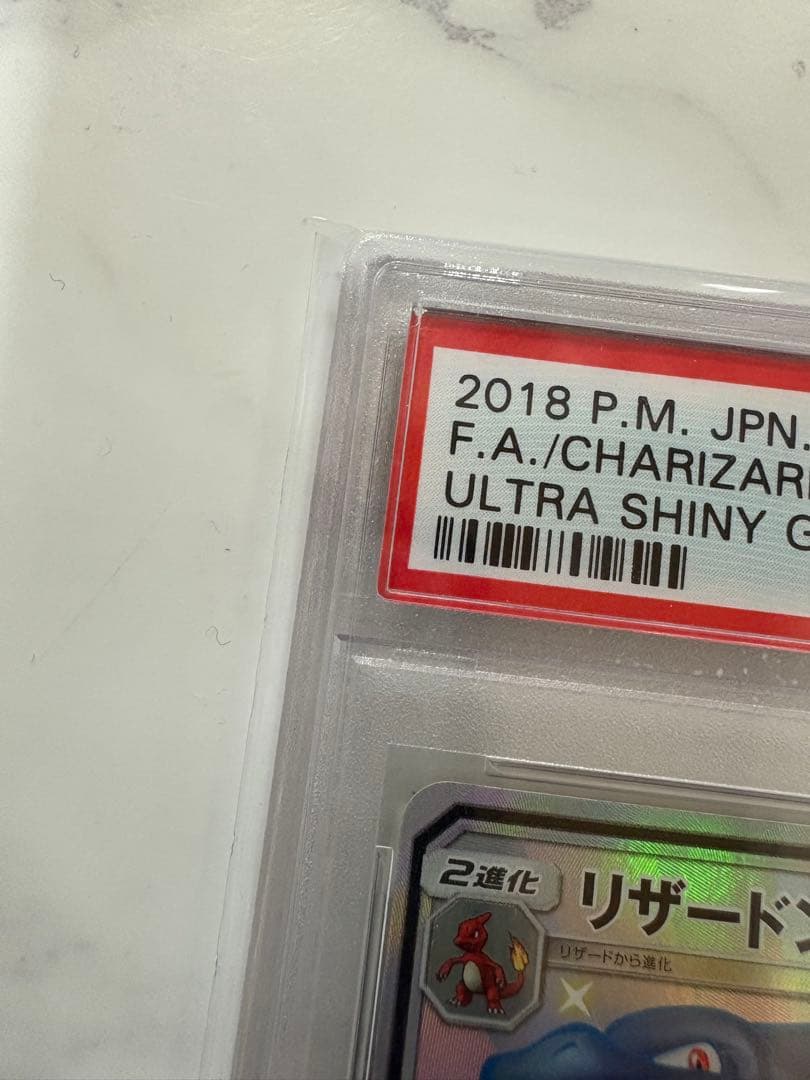 2018 P.M. JPN.
F.A./CHARIZAR
ULTRA SHINY G
2進化
リザードン
リザードから進化